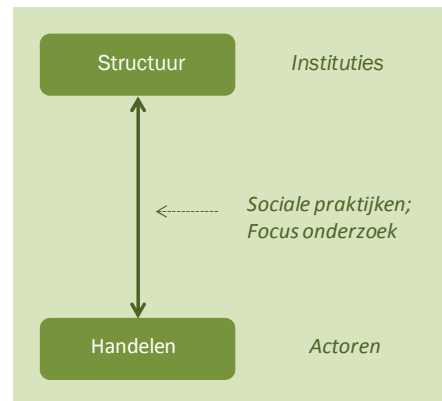 Structuur
Instituties
Sociale praktijken;
Focus onderzoek
Handelen
Actoren